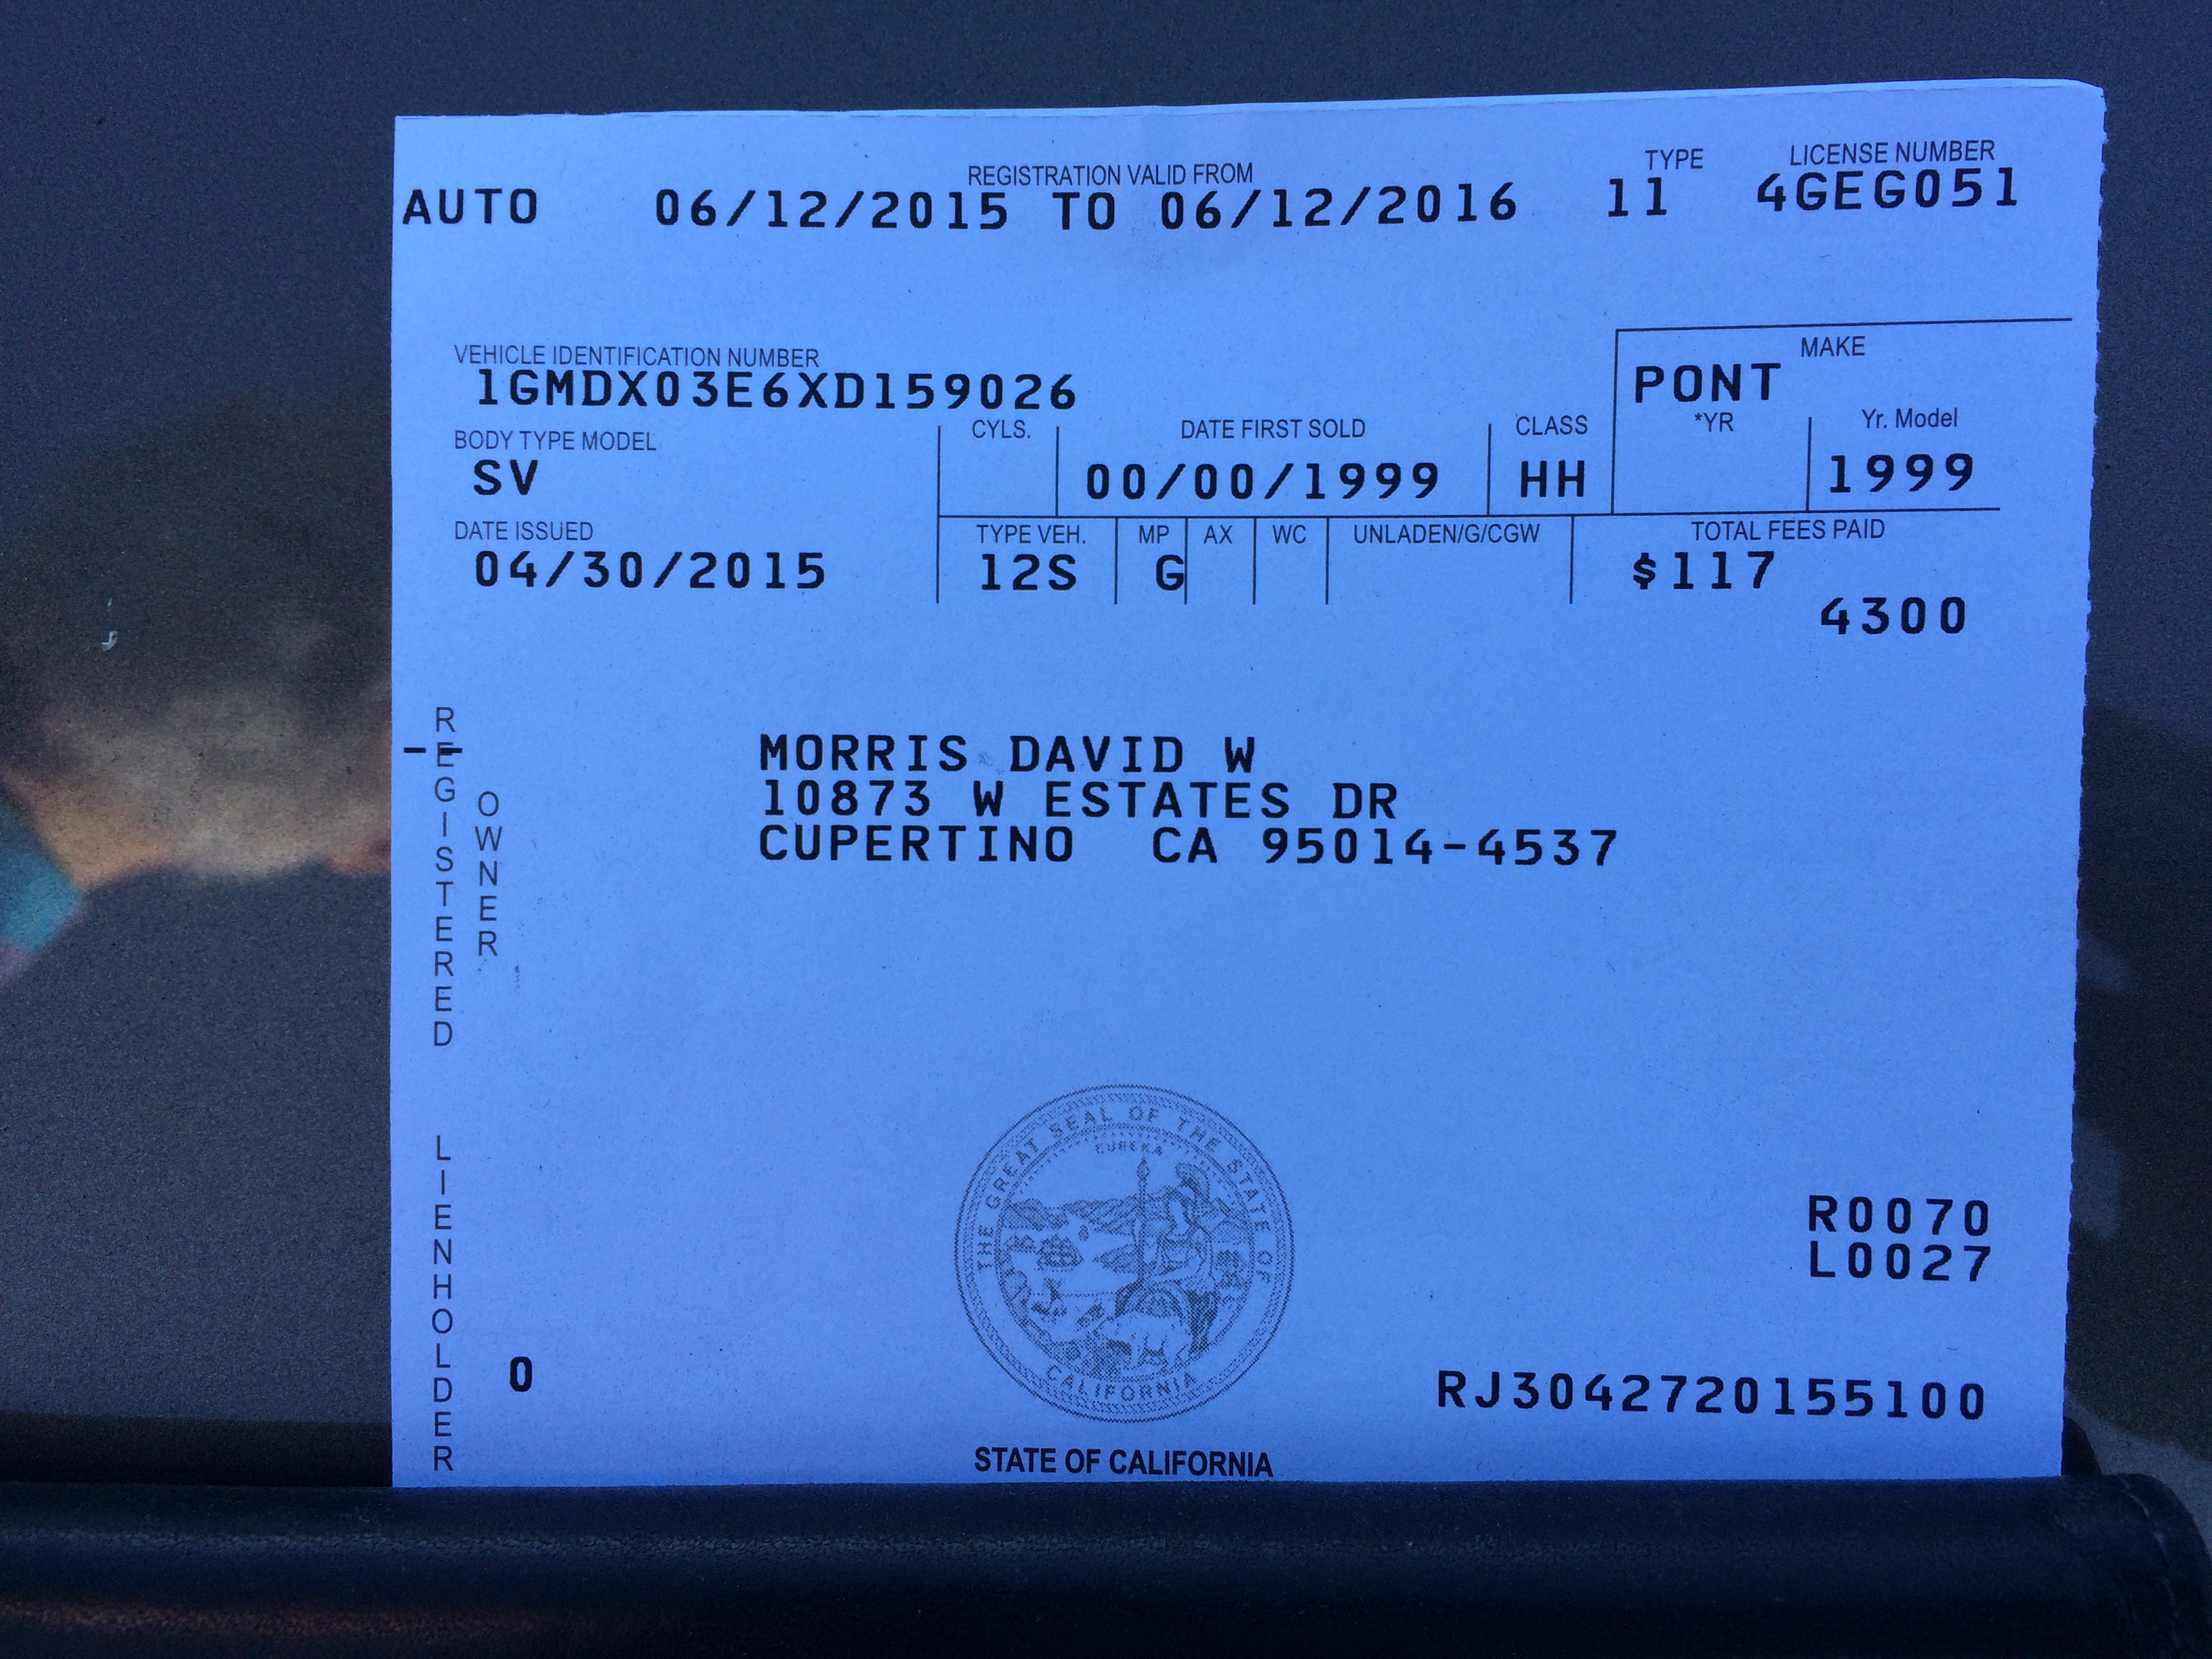 REGISTRATION VALID FROM TYPE LICENSE NUMBER
AUTO 06/12/2015 TO 06/12/2016 11 4GEG051
VEHICLE IDENTIFICATION NUMBER MAKE
1GMDX03E6XD159026 PONT
BODY TYPE MODEL CYLS. DATE FIRST SOLD CLASS *YR Yr. Model
SV 00/00/1999 HH 1999
DATE ISSUED TYPE VEH. MP AX WC UNLADEN/G/CGW TOTAL FEES PAID
04/30/2015 12S G $117
4300
REGISTERED
OWNER
MORRIS DAVID W
10873 W ESTATES DR
CUPERTINO CA 95014-4537
LIENHOLDER
THE GREAT SEAL OF THE STATE OF CALIFORNIA
EUREKA
R0070
L0027
0
RJ3042720155100
STATE OF CALIFORNIA